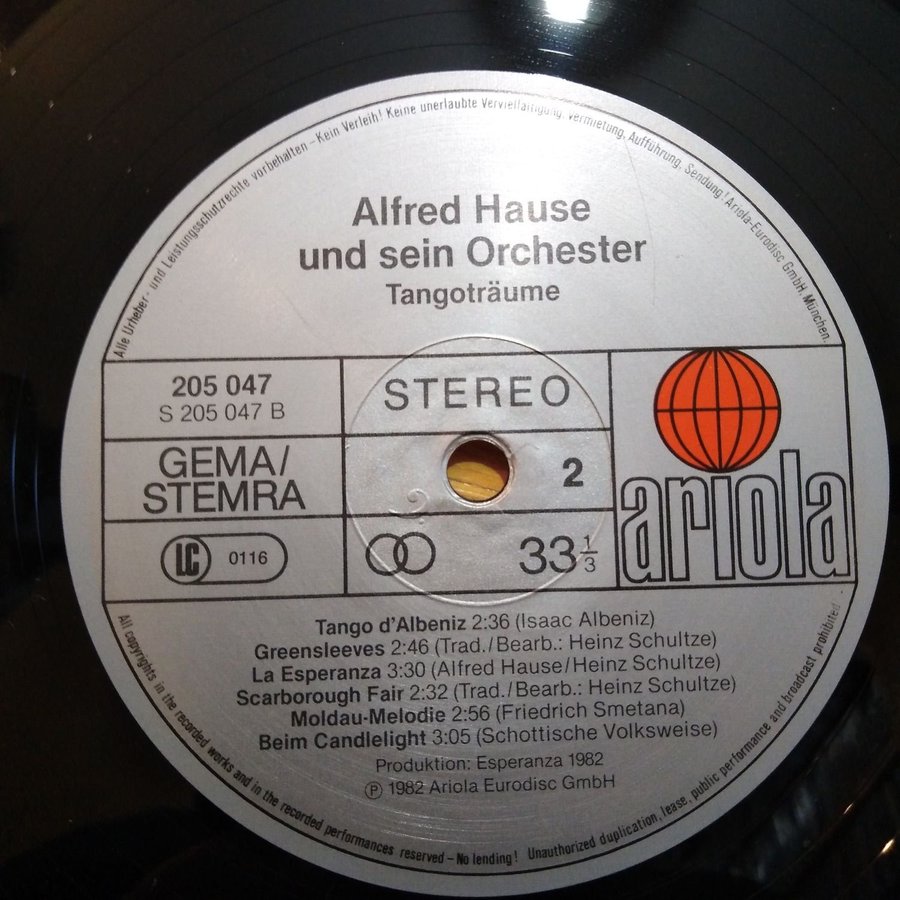 Alle Urheber- und Leistungsschutzrechte vorbehalten – Kein Verleih! Keine unerlaubte Vervielfältigung, Vermietung, Aufführung, Sendung! Ariola-Eurodisc GmbH, München.
Alfred Hause
und sein Orchester
Tangoträume
205 047
S 205 047 B
STEREO
GEMA/
STEMRA
2
LC 0116
33 1/3
ariola
Tango d'Albeniz 2:36 (Isaac Albeniz)
Greensleeves 2:46 (Trad./Bearb.: Heinz Schultze)
La Esperanza 3:30 (Alfred Hause/Heinz Schultze)
Scarborough Fair 2:32 (Trad./Bearb.: Heinz Schultze)
Moldau-Melodie 2:56 (Friedrich Smetana)
Beim Candlelight 3:05 (Schottische Volksweise)
Produktion: Esperanza 1982
Ⓟ 1982 Ariola Eurodisc GmbH
All copyrights in the recorded works and in the recorded performances reserved – No lending! Unauthorized duplication, lease, public performance and broadcast prohibited.